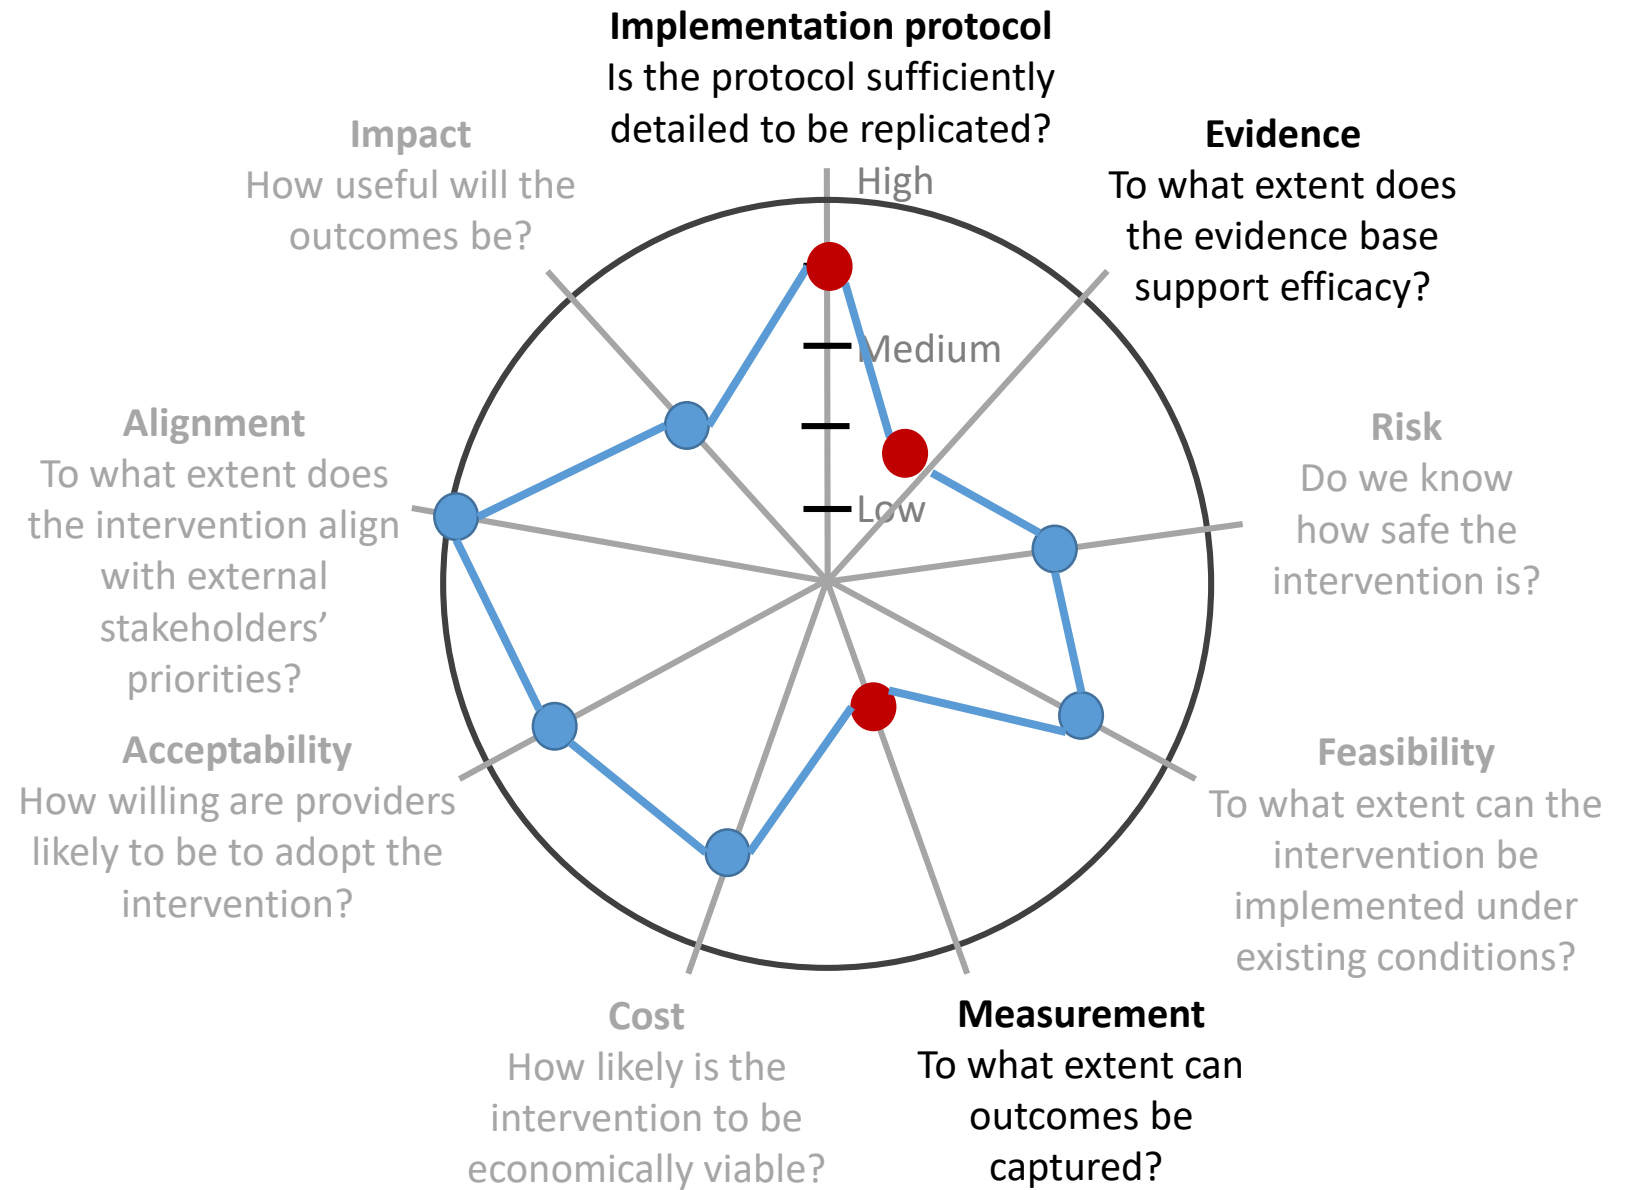 Implementation protocol
Is the protocol sufficiently
detailed to be replicated?
Evidence
To what extent does
the evidence base
support efficacy?
Risk
Do we know
how safe the
intervention is?
Feasibility
To what extent can the
intervention be
implemented under
existing conditions?
Measurement
To what extent can
outcomes be
captured?
Cost
How likely is the
intervention to be
economically viable?
Acceptability
How willing are providers
likely to be to adopt the
intervention?
Alignment
To what extent does
the intervention align
with external
stakeholders’
priorities?
Impact
How useful will the
outcomes be?
High
Medium
Low